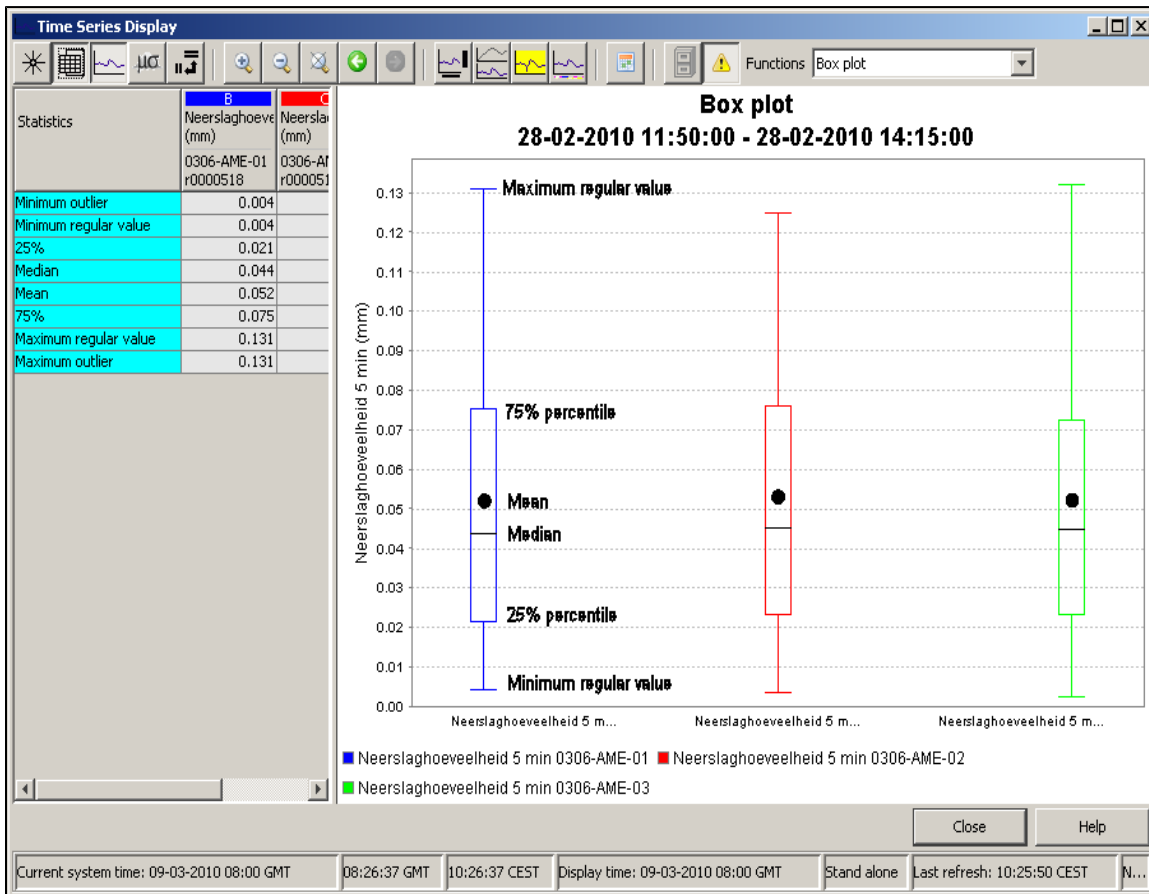 Time Series Display
μσ
Functions Box plot
Statistics
B
Neerslaghoeve
(mm)
0306-AME-01
r0000518
C
Neersla
(mm)
0306-AM
r000051
Minimum outlier 0.004
Minimum regular value 0.004
25% 0.021
Median 0.044
Mean 0.052
75% 0.075
Maximum regular value 0.131
Maximum outlier 0.131
Box plot
28-02-2010 11:50:00 - 28-02-2010 14:15:00
Neerslaghoeveelheid 5 min (mm)
0.13
0.12
0.11
0.10
0.09
0.08
0.07
0.06
0.05
0.04
0.03
0.02
0.01
0.00
Maximum regular value
75% percentile
Mean
Median
25% percentile
Minimum regular value
Neerslaghoeveelheid 5 m...
Neerslaghoeveelheid 5 m...
Neerslaghoeveelheid 5 m...
Neerslaghoeveelheid 5 min 0306-AME-01
Neerslaghoeveelheid 5 min 0306-AME-02
Neerslaghoeveelheid 5 min 0306-AME-03
Close
Help
Current system time: 09-03-2010 08:00 GMT
08:26:37 GMT
10:26:37 CEST
Display time: 09-03-2010 08:00 GMT
Stand alone
Last refresh: 10:25:50 CEST
N...